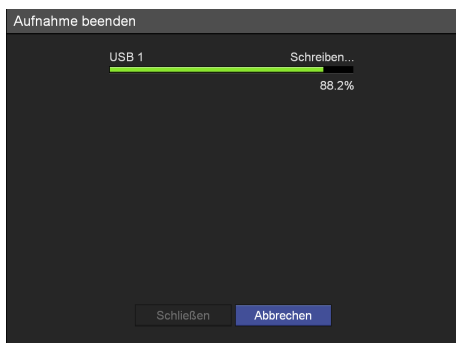 Aufnahme beenden
USB 1 Schreiben...
88.2%
Schließen Abbrechen